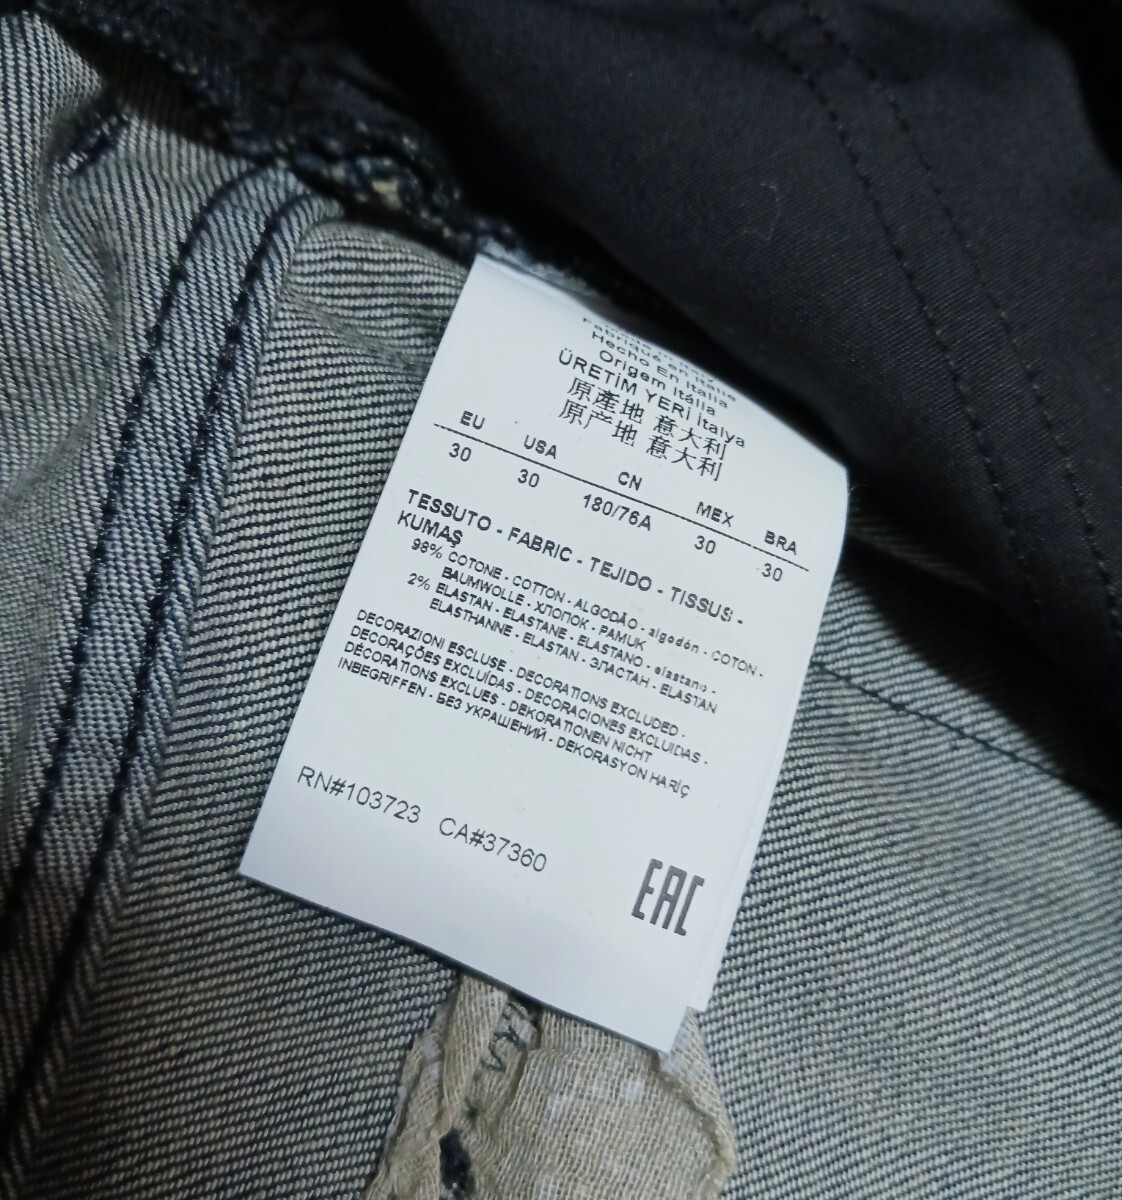 Fabriqué en Italie
Hecho En Italia
Origem Itália
ÜRETİM YERİ İtalya
原產地 意大利
原产地 意大利
EU USA CN MEX BRA
30 30 180/76A 30 30
TESSUTO - FABRIC - TEJIDO - TISSUS -
KUMAŞ
98% COTONE - COTTON - ALGODÃO - algodón - COTON -
BAUMWOLLE - ХЛОПОК - PAMUK
2% ELASTAN - ELASTANE - ELASTANO - elastano -
ELASTHANNE - ELASTAN - ЭЛАСТАН - ELASTAN
DECORAZIONI ESCLUSE - DECORATIONS EXCLUDED -
DECORAÇÕES EXCLUÍDAS - DECORACIONES EXCLUIDAS -
DÉCORATIONS EXCLUES - DEKORATIONEN NICHT
INBEGRIFFEN - БЕЗ УКРАШЕНИЙ - DEKORASYON HARİÇ
RN#103723 CA#37360
EAC